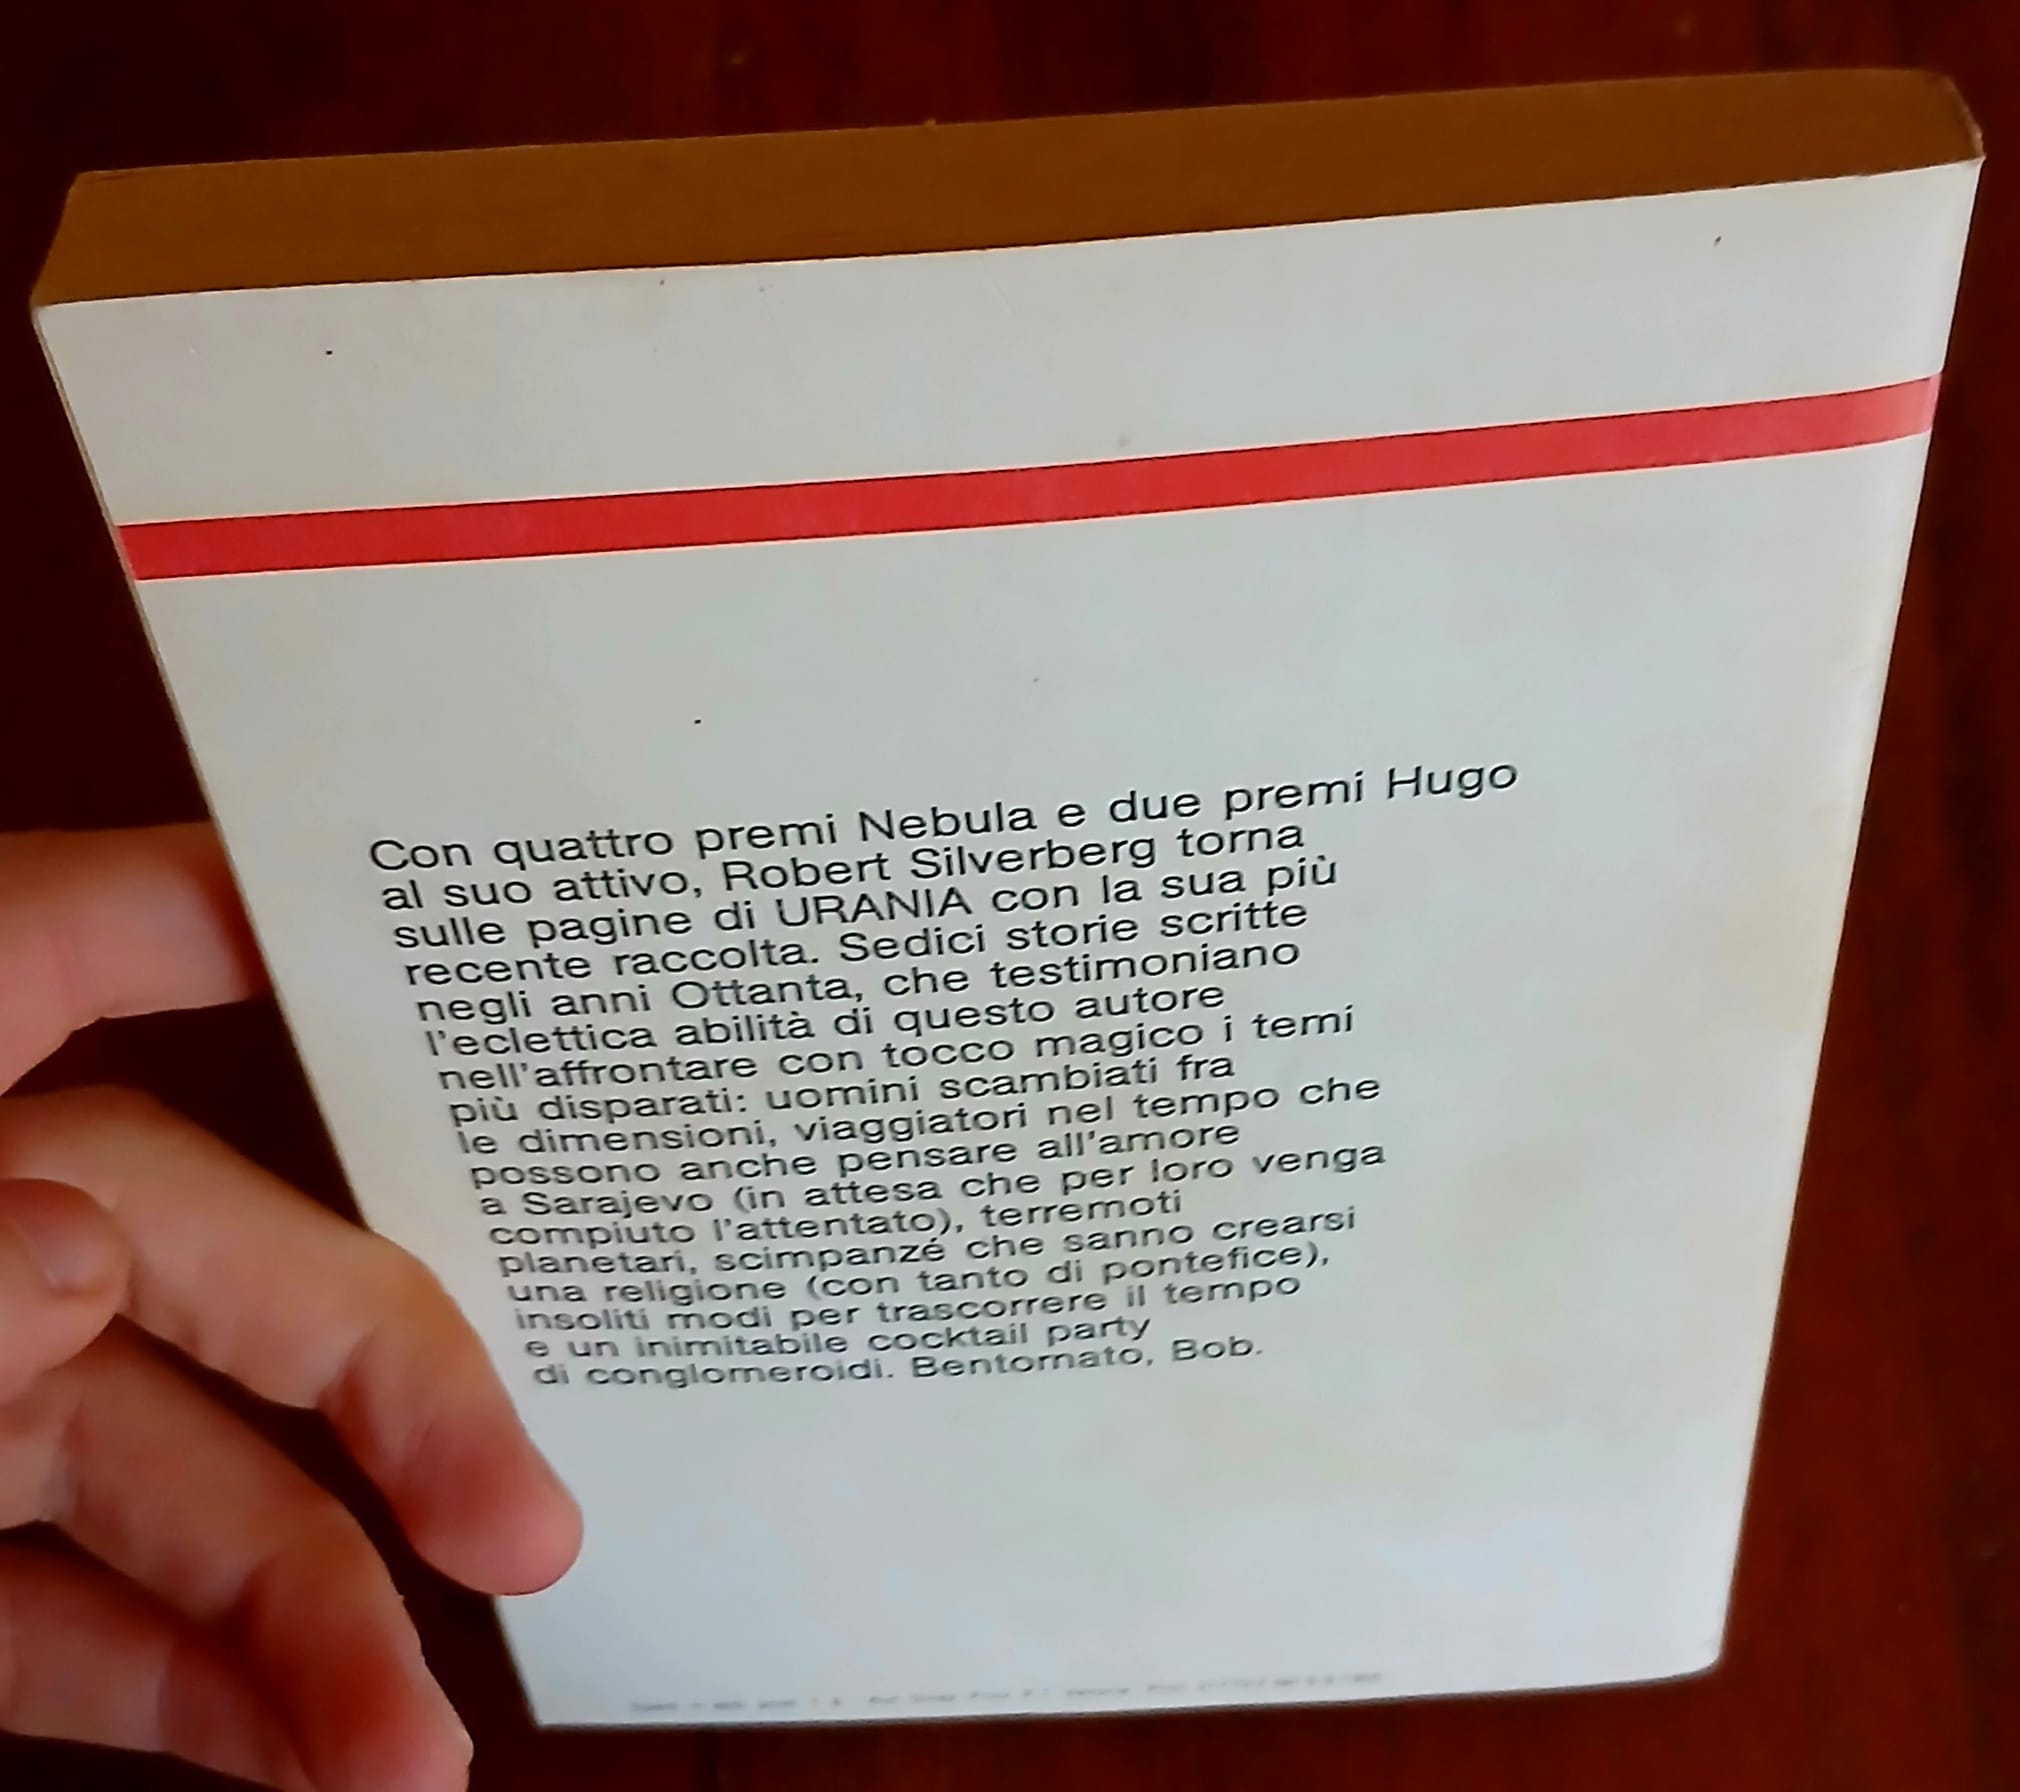 Con quattro premi Nebula e due premi Hugo
al suo attivo, Robert Silverberg torna
sulle pagine di URANIA con la sua più
recente raccolta. Sedici storie scritte
negli anni Ottanta, che testimoniano
l'eclettica abilità di questo autore
nell'affrontare con tocco magico i temi
più disparati: uomini scambiati fra
le dimensioni, viaggiatori nel tempo che
possono anche pensare all'amore
a Sarajevo (in attesa che per loro venga
compiuto l'attentato), terremoti
planetari, scimpanzé che sanno crearsi
una religione (con tanto di pontefice),
insoliti modi per trascorrere il tempo
e un inimitabile cocktail party
di conglomeroidi. Bentornato, Bob.